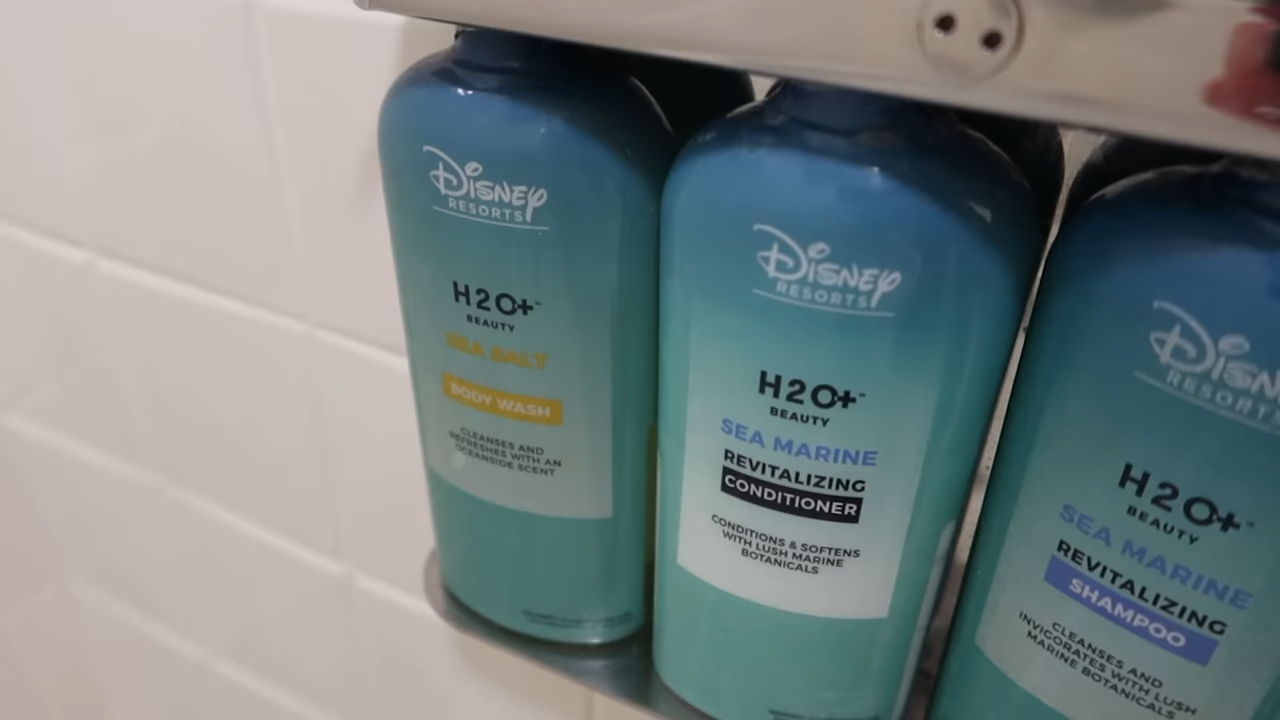 DISNEY
RESORTS
H2O+
BEAUTY
SEA SALT
BODY WASH
CLEANSES AND
REFRESHES WITH AN
OCEANSIDE SCENT
DISNEY
RESORTS
H2O+
BEAUTY
SEA MARINE
REVITALIZING
CONDITIONER
CONDITIONS & SOFTENS
WITH LUSH MARINE
BOTANICALS
RESORT
H2O+
BEAUTY
SEA MARINE
REVITALIZING
SHAMPOO
CLEANSES AND
INVIGORATES WITH LUSH
MARINE BOTANICALS